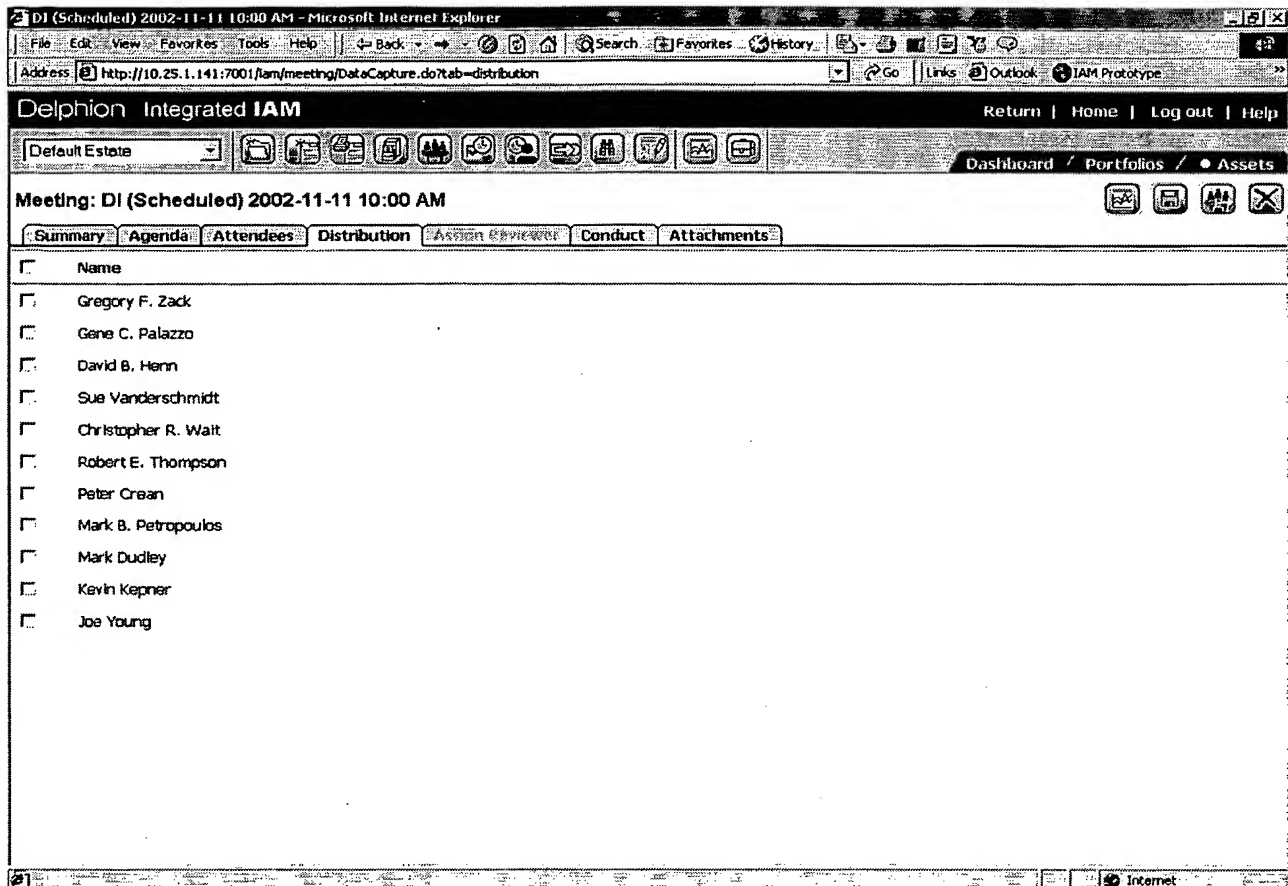 DI (Scheduled) 2002-11-11 10:00 AM - Microsoft Internet Explorer
File Edit View Favorites Tools Help Back Search Favorites History
Address http://10.25.1.141:7001/iam/meeting/DataCapture.do?tab=distribution Go Links Outlook IAM Prototype »
Delphion Integrated IAM Return | Home | Log out | Help
Default Estate
Dashboard / Portfolios / • Assets
Meeting: DI (Scheduled) 2002-11-11 10:00 AM
Summary Agenda Attendees Distribution Assign Reviewer Conduct Attachments
Name
Gregory F. Zack
Gene C. Palazzo
David B. Henn
Sue Vanderschmidt
Christopher R. Wait
Robert E. Thompson
Peter Crean
Mark B. Petropoulos
Mark Dudley
Kevin Kepner
Joe Young
Internet